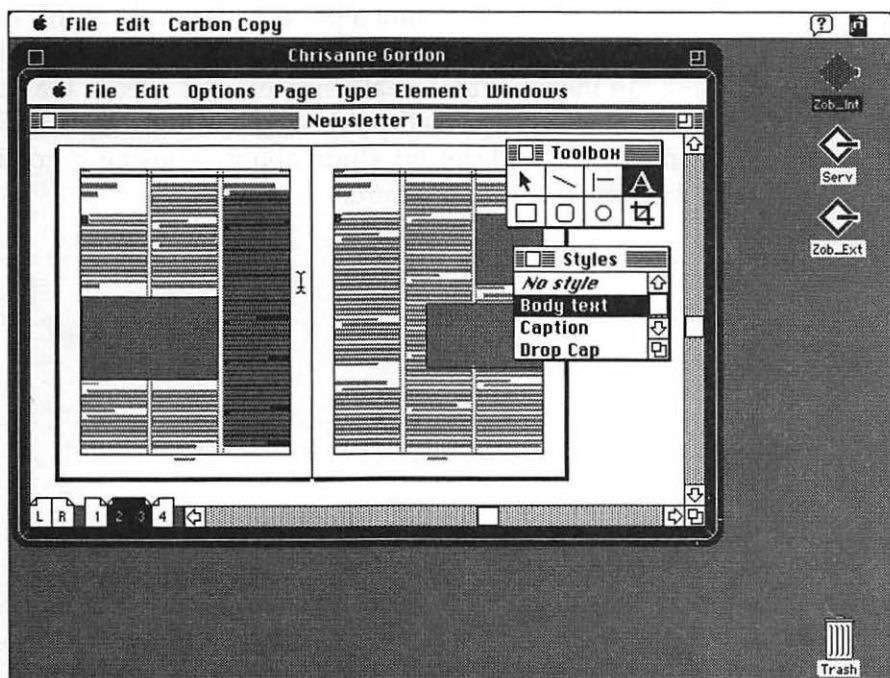 File Edit Carbon Copy
Chrisanne Gordon
File Edit Options Page Type Element Windows
Newsletter 1
Toolbox
A
Styles
No style
Body text
Caption
Drop Cap
L R 1 2 3 4
Zob_Int
Serv
Zob_Ext
Trash